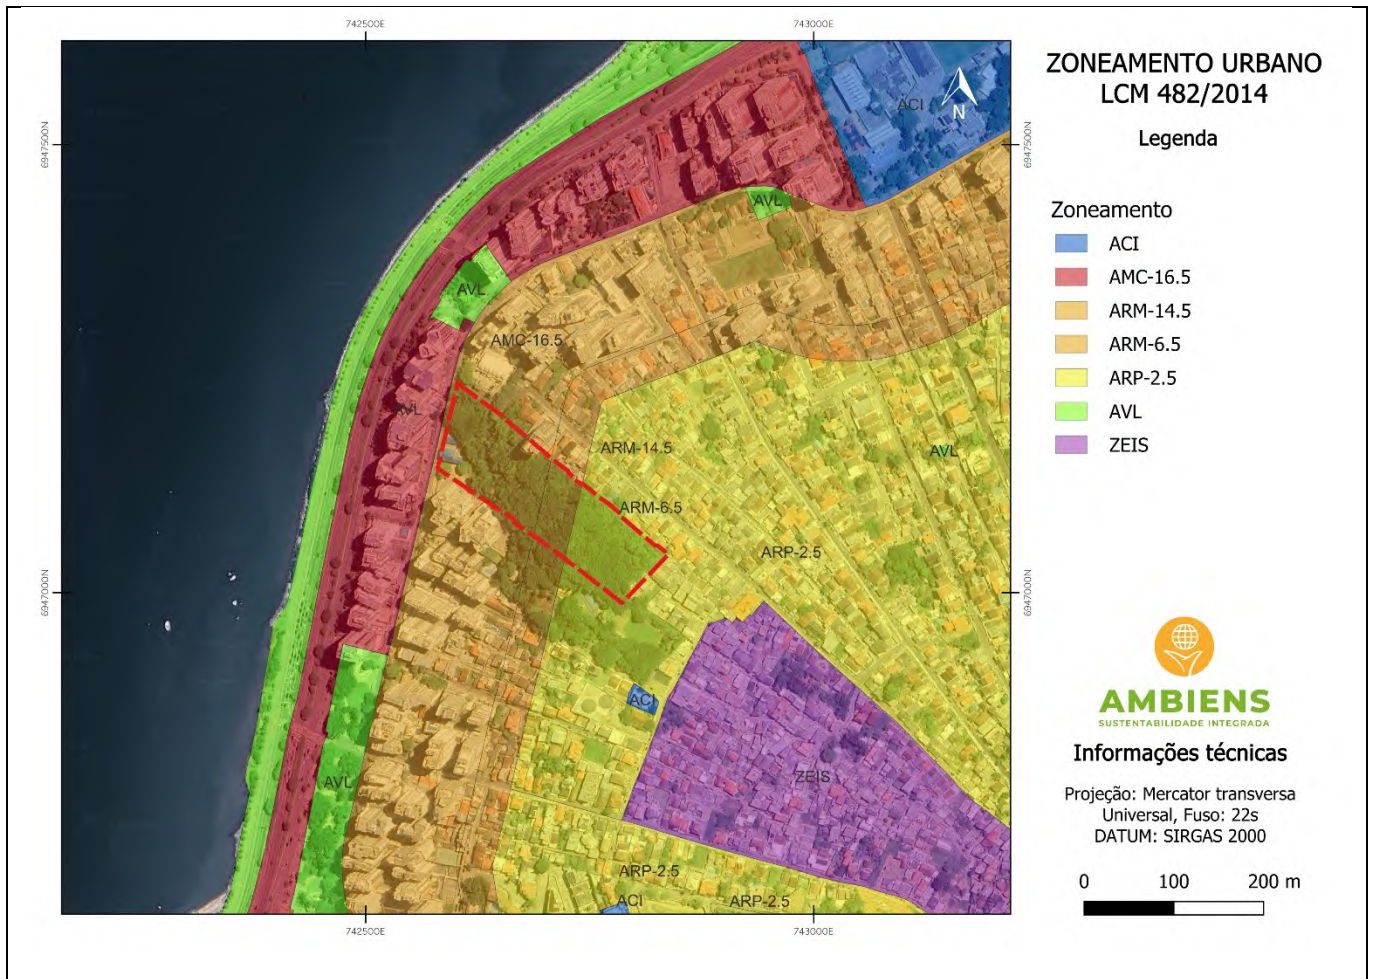 742500E
743000E
6947500N
6947500N
6947000N
6947000N
742500E
743000E
ACI
AVL
AVL
AMC-16.5
AVL
ARM-14.5
AVL
ARM-6.5
ARP-2.5
ACI
ZEIS
AVL
ARP-2.5
ARP-2.5
ACI
N
ZONEAMENTO URBANO
LCM 482/2014
Legenda
Zoneamento
ACI
AMC-16.5
ARM-14.5
ARM-6.5
ARP-2.5
AVL
ZEIS
AMBIENS
SUSTENTABILIDADE INTEGRADA
Informações técnicas
Projeção: Mercator transversa
Universal, Fuso: 22s
DATUM: SIRGAS 2000
0 100 200 m